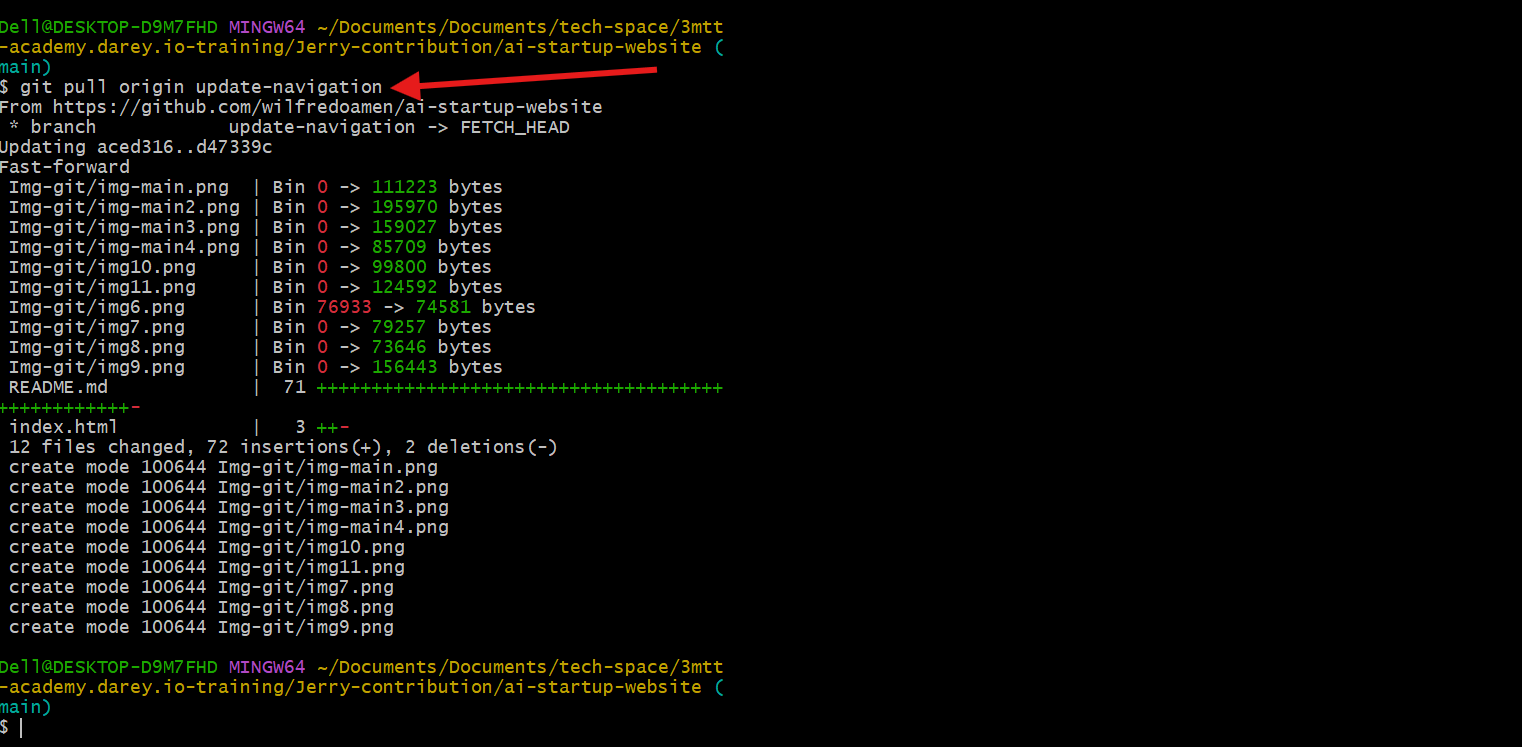 Dell@DESKTOP-D9M7FHD MINGW64 ~/Documents/Documents/tech-space/3mtt
-academy.darey.io-training/Jerry-contribution/ai-startup-website (
main)
$ git pull origin update-navigation
From https://github.com/wilfredoamen/ai-startup-website
 * branch            update-navigation -> FETCH_HEAD
Updating aced316..d47339c
Fast-forward
 Img-git/img-main.png  | Bin 0 -> 111223 bytes
 Img-git/img-main2.png | Bin 0 -> 195970 bytes
 Img-git/img-main3.png | Bin 0 -> 159027 bytes
 Img-git/img-main4.png | Bin 0 -> 85709 bytes
 Img-git/img10.png     | Bin 0 -> 99800 bytes
 Img-git/img11.png     | Bin 0 -> 124592 bytes
 Img-git/img6.png      | Bin 76933 -> 74581 bytes
 Img-git/img7.png      | Bin 0 -> 79257 bytes
 Img-git/img8.png      | Bin 0 -> 73646 bytes
 Img-git/img9.png      | Bin 0 -> 156443 bytes
 README.md             |  71 +++++++++++++++++++++++++++++++++++++
++++++++++++-
 index.html            |   3 ++-
 12 files changed, 72 insertions(+), 2 deletions(-)
 create mode 100644 Img-git/img-main.png
 create mode 100644 Img-git/img-main2.png
 create mode 100644 Img-git/img-main3.png
 create mode 100644 Img-git/img-main4.png
 create mode 100644 Img-git/img10.png
 create mode 100644 Img-git/img11.png
 create mode 100644 Img-git/img7.png
 create mode 100644 Img-git/img8.png
 create mode 100644 Img-git/img9.png
Dell@DESKTOP-D9M7FHD MINGW64 ~/Documents/Documents/tech-space/3mtt
-academy.darey.io-training/Jerry-contribution/ai-startup-website (
main)
$